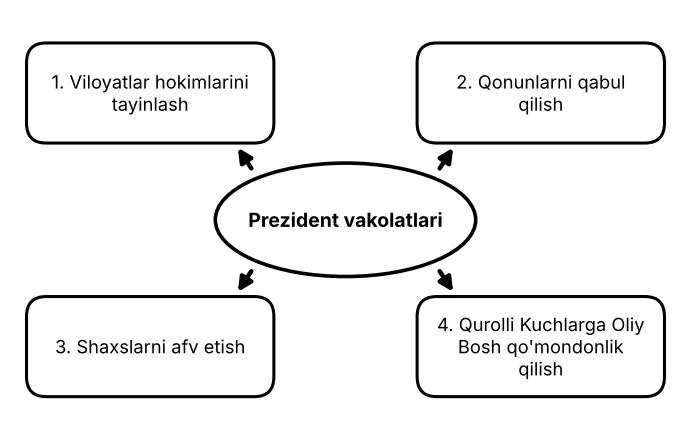 1. Viloyatlar hokimlarini
tayinlash
2. Qonunlarni qabul
qilish
Prezident vakolatlari
3. Shaxslarni afv etish
4. Qurolli Kuchlarga Oliy
Bosh qo'mondonlik
qilish